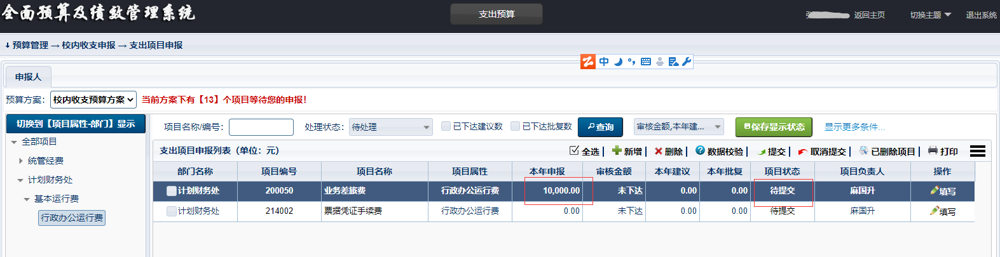 全面预算及绩效管理系统
支出预算
返回主页 切换主题 退出系统
预算管理 → 校内收支申报 → 支出项目申报
中
申报人
预算方案： 校内收支预算方案 当前方案下有【13】个项目等待您的申报！
切换到【项目属性-部门】显示
全部项目
统管经费
计划财务处
基本运行费
行政办公运行费
项目名称/编号： 处理状态： 待处理 已下达建议数 已下达批复数 查询 审核金额,本年建... 保存显示状态 显示更多条件...
支出项目申报列表（单位：元） 全选 新增 删除 数据校验 提交 取消提交 已删除项目 打印
部门名称 项目编号 项目名称 项目属性 本年申报 审核金额 本年建议 本年批复 项目状态 项目负责人 操作
计划财务处 200050 业务差旅费 行政办公运行费 10,000.00 未下达 0.00 0.00 待提交 麻国升 填写
计划财务处 214002 票据凭证手续费 行政办公运行费 0.00 未下达 0.00 0.00 待提交 麻国升 填写